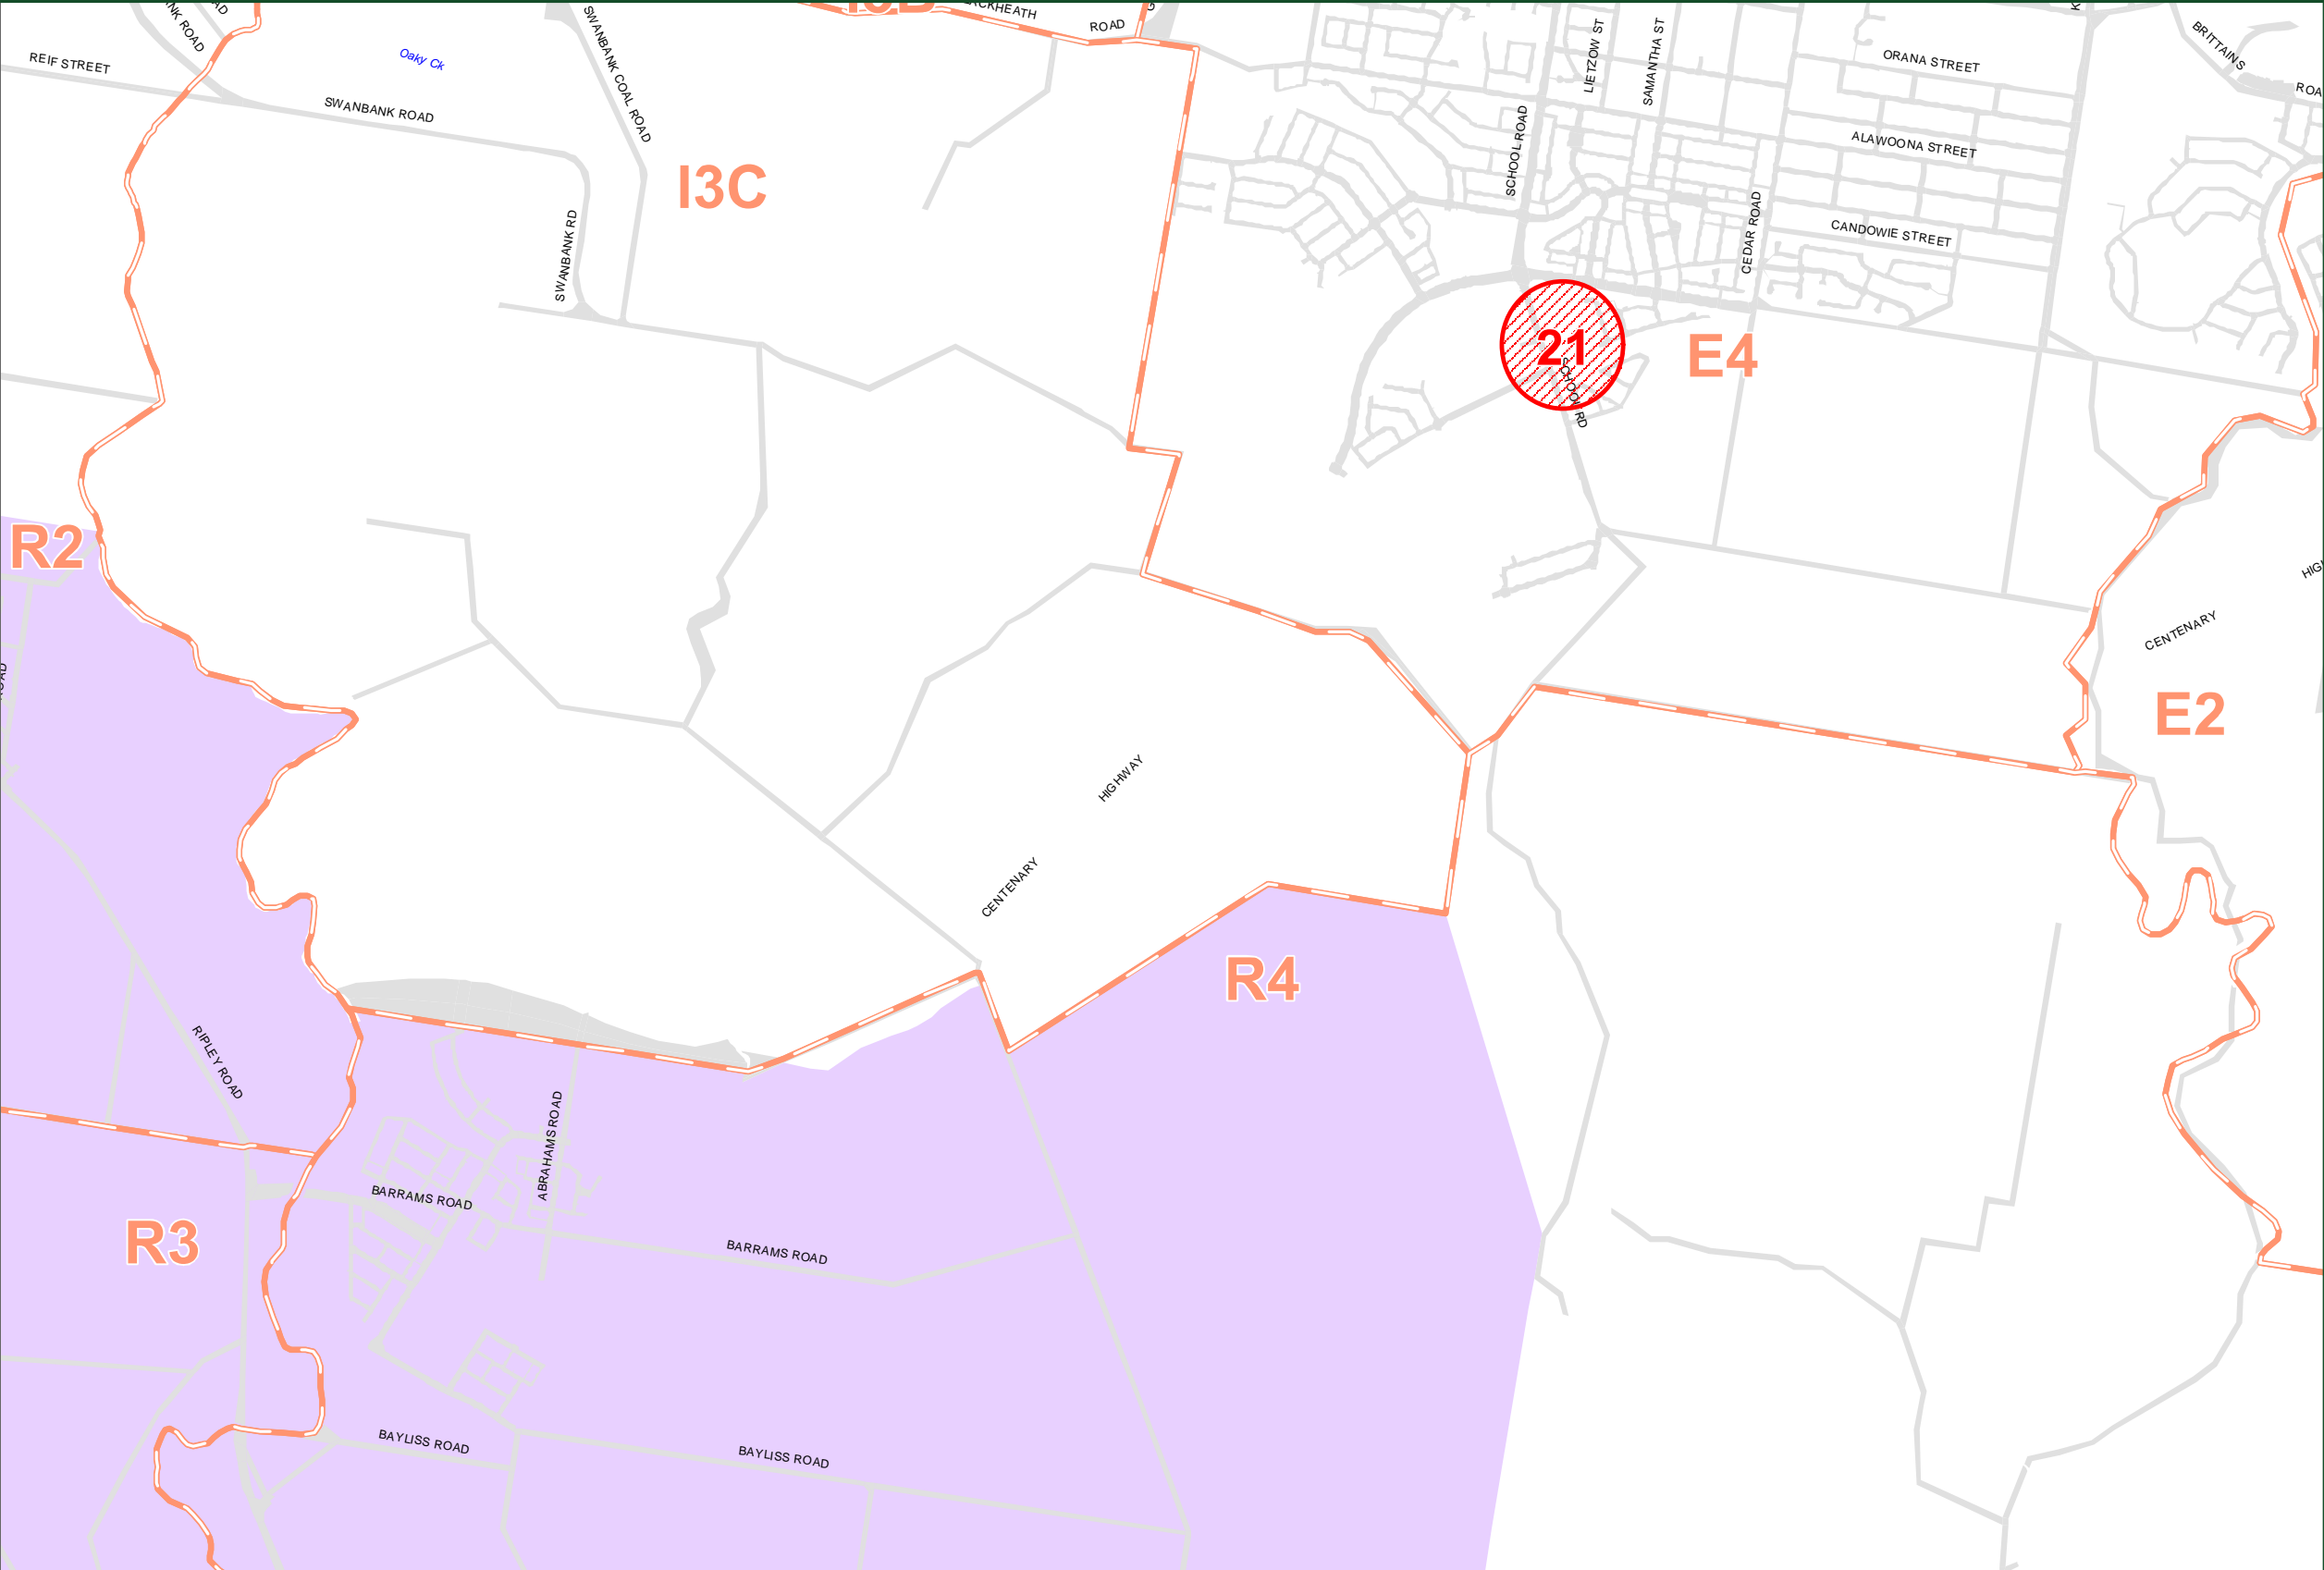 ROAD
REIF STREET
Oaky Ck
SWANBANK ROAD
SWANBANK COAL ROAD
SWANBANK RD
I3C
LIETZOW ST
SAMANTHA ST
ORANA STREET
BRITTAINS
ALAWOONA STREET
SCHOOL ROAD
CEDAR ROAD
CANDOWIE STREET
21
SCHOOL RD
E4
R2
CENTENARY
E2
HIGHWAY
CENTENARY
R4
RIPLEY ROAD
ABRAHAMS ROAD
BARRAMS ROAD
R3
BARRAMS ROAD
BAYLISS ROAD
BAYLISS ROAD